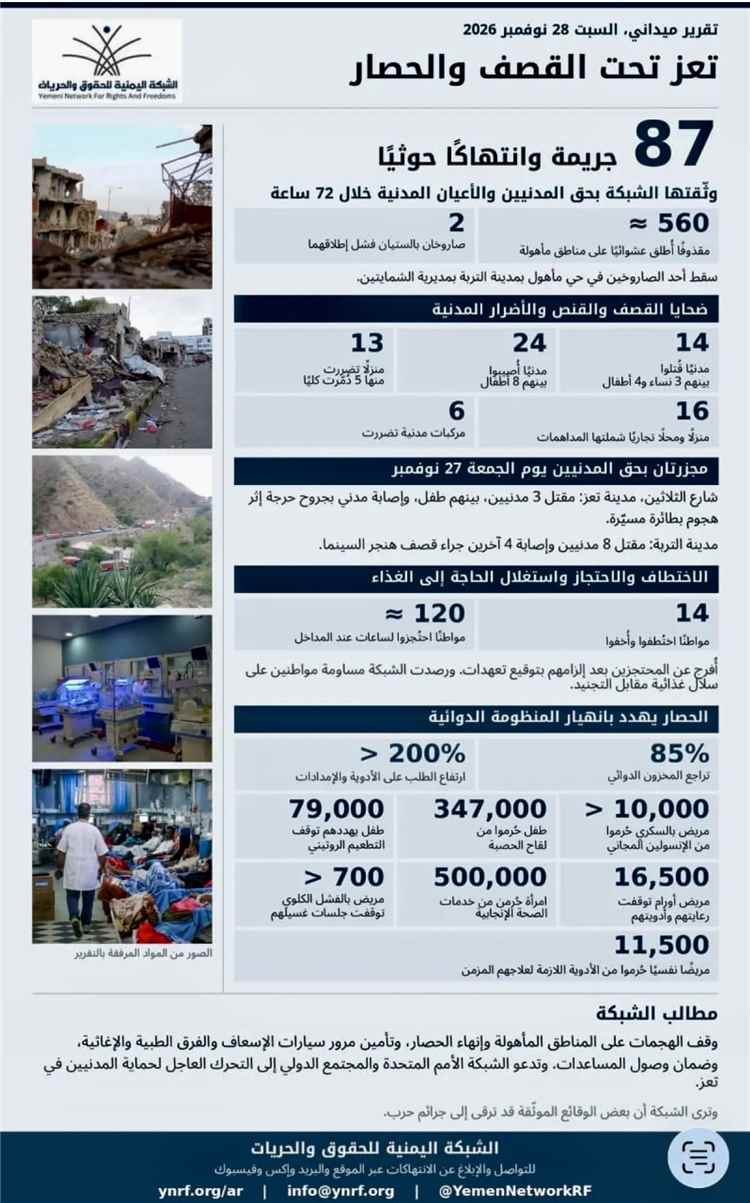 تقرير ميداني، السبت 28 نوفمبر 2026
تعز تحت القصف والحصار
الشبكة اليمنية للحقوق والحريات
Yemeni Network For Rights And Freedoms
87 جريمة وانتهاكًا حوثيًا
وثّقتها الشبكة بحق المدنيين والأعيان المدنية خلال 72 ساعة
≈ 560
مقذوفًا أُطلق عشوائيًا على مناطق مأهولة
2
صاروخان بالستيان فشل إطلاقهما
سقط أحد الصاروخين في حي مأهول بمدينة التربة بمديرية الشمايتين.
ضحايا القصف والقنص والأضرار المدنية
14
مدنيًا قُتلوا
بينهم 3 نساء و4 أطفال
24
مدنيًا أُصيبوا
بينهم 8 أطفال
13
منزلًا تضررت
منها 5 دُمّرت كليًا
16
منزلًا ومحلًا تجاريًا شملتها المداهمات
6
مركبات مدنية تضررت
مجزرتان بحق المدنيين يوم الجمعة 27 نوفمبر
شارع الثلاثين، مدينة تعز: مقتل 3 مدنيين، بينهم طفل، وإصابة مدني بجروح حرجة إثر
هجوم بطائرة مسيّرة.
مدينة التربة: مقتل 8 مدنيين وإصابة 4 آخرين جراء قصف هنجر السينما.
الاختطاف والاحتجاز واستغلال الحاجة إلى الغذاء
14
مواطنًا اختُطفوا وأُخفوا
≈ 120
مواطنًا احتُجزوا لساعات عند المداخل
أُفرج عن المحتجزين بعد إلزامهم بتوقيع تعهدات. ورصدت الشبكة مساومة مواطنين على
سلال غذائية مقابل التجنيد.
الحصار يهدد بانهيار المنظومة الدوائية
85%
تراجع المخزون الدوائي
> 200%
ارتفاع الطلب على الأدوية والإمدادات
> 10,000
مريض بالسكري حُرموا
من الإنسولين المجاني
347,000
طفل حُرموا من
لقاح الحصبة
79,000
طفل يهددهم توقف
التطعيم الروتيني
16,500
مريض أورام توقفت
رعايتهم وأدويتهم
500,000
امرأة حُرمن من خدمات
الصحة الإنجابية
> 700
مريض بالفشل الكلوي
توقفت جلسات غسيلهم
11,500
مريضًا نفسيًا حُرموا من الأدوية اللازمة لعلاجهم المزمن
الصور من المواد المرفقة بالتقرير
مطالب الشبكة
وقف الهجمات على المناطق المأهولة وإنهاء الحصار، وتأمين مرور سيارات الإسعاف والفرق الطبية والإغاثية،
وضمان وصول المساعدات. وتدعو الشبكة الأمم المتحدة والمجتمع الدولي إلى التحرك العاجل لحماية المدنيين في
تعز.
وترى الشبكة أن بعض الوقائع الموثّقة قد ترقى إلى جرائم حرب.
الشبكة اليمنية للحقوق والحريات
للتواصل والإبلاغ عن الانتهاكات عبر الموقع والبريد وإكس وفيسبوك
ynrf.org/ar | info@ynrf.org | @YemenNetworkRF